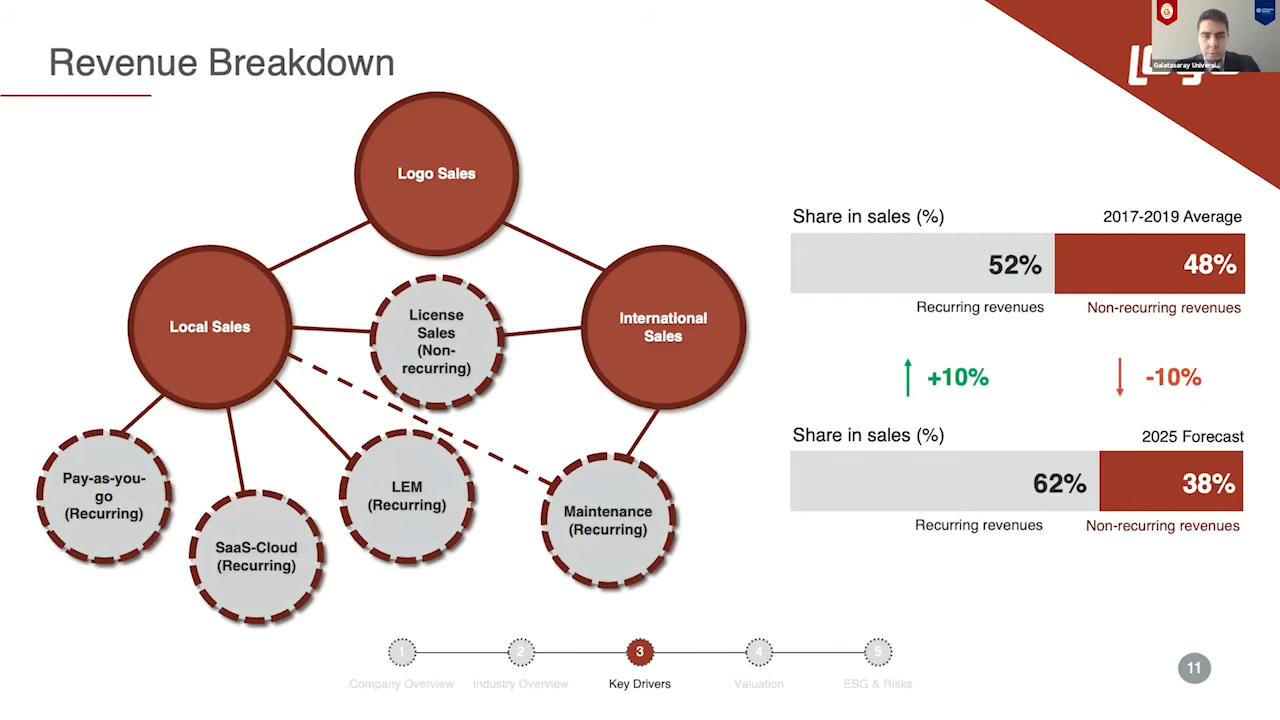 Revenue Breakdown
Galatasaray Universi...
Logo Sales
Local Sales
License
Sales
(Non-
recurring)
International
Sales
Pay-as-you-
go
(Recurring)
SaaS-Cloud
(Recurring)
LEM
(Recurring)
Maintenance
(Recurring)
Share in sales (%)
2017-2019 Average
52%
48%
Recurring revenues
Non-recurring revenues
+10%
-10%
Share in sales (%)
2025 Forecast
62%
38%
Recurring revenues
Non-recurring revenues
1
2
3
4
5
Company Overview
Industry Overview
Key Drivers
Valuation
ESG & Risks
11